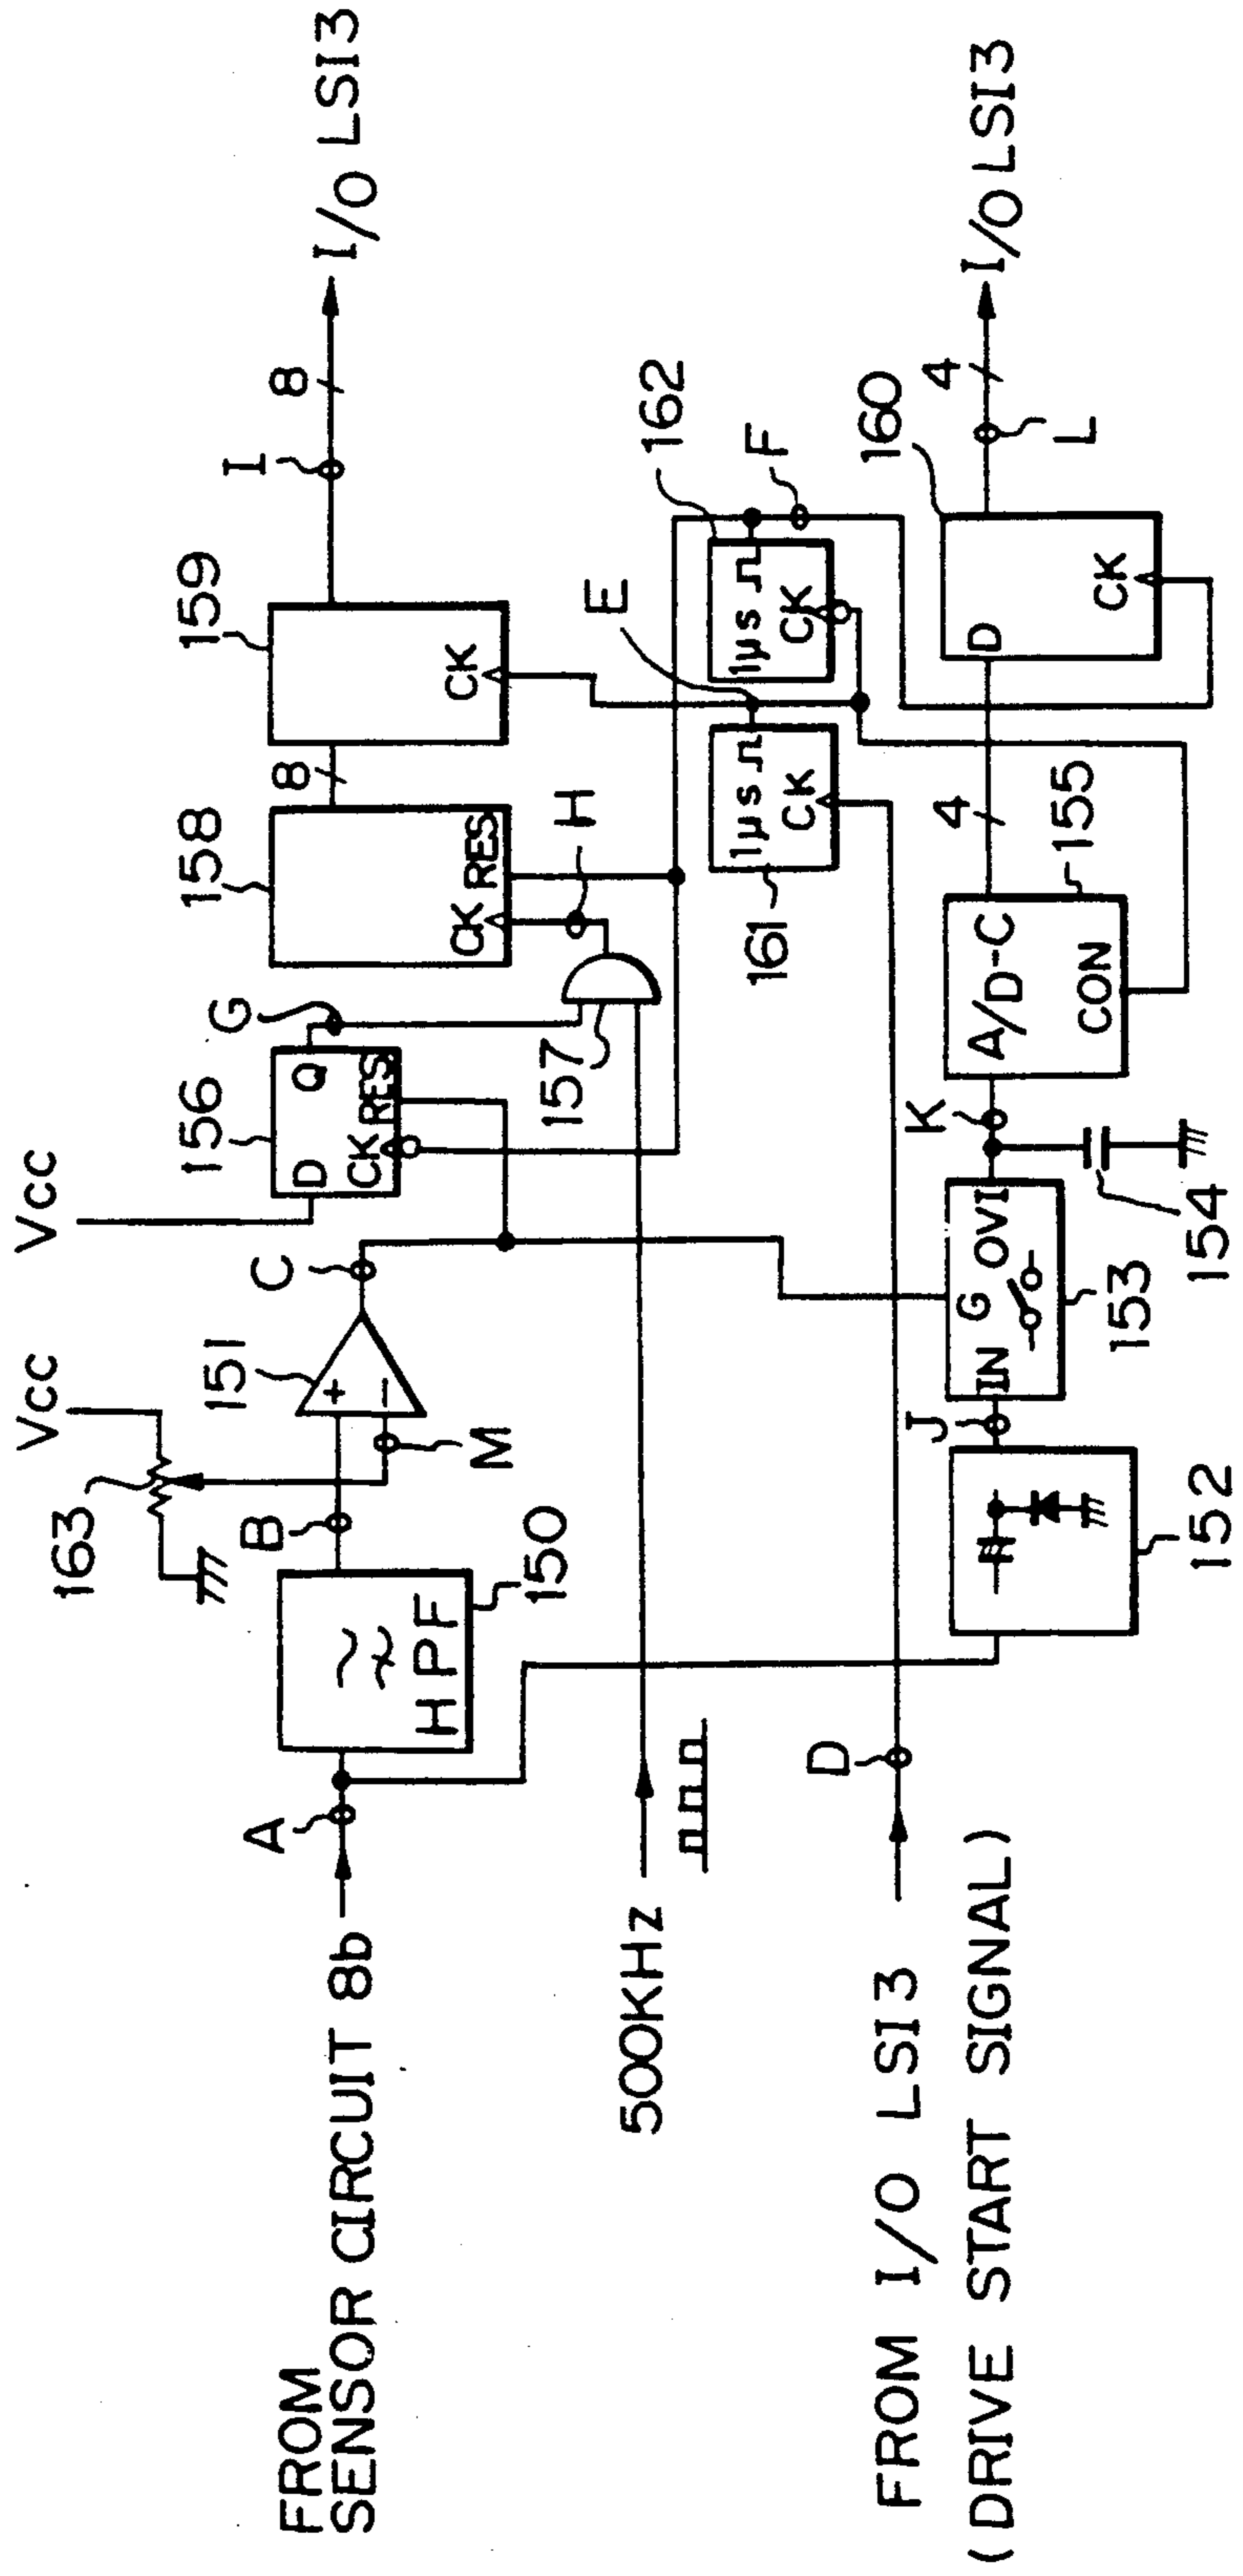 FROM
SENSOR CIRCUIT 8b
A
HPF
150
B
163
Vcc
M
151
+
−
C
Vcc
156
D
Q
CK
RES
G
157
H
158
CK
RES
8
159
CK
I
8
I/O LSI3
500KHz
161
1μs
CK
E
162
1μs
CK
F
FROM I/O LSI3
(DRIVE START SIGNAL)
D
152
J
IN
G
OVI
153
154
K
A/D-C
CON
155
4
D
CK
160
L
4
I/O LSI3